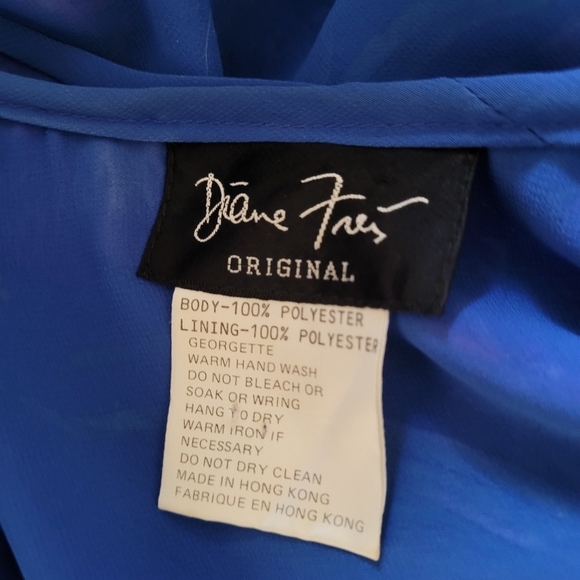 Diane Freis
ORIGINAL
BODY-100% POLYESTER
LINING-100% POLYESTER
GEORGETTE
WARM HAND WASH
DO NOT BLEACH OR
SOAK OR WRING
HANG TO DRY
WARM IRON IF
NECESSARY
DO NOT DRY CLEAN
MADE IN HONG KONG
FABRIQUE EN HONG KONG